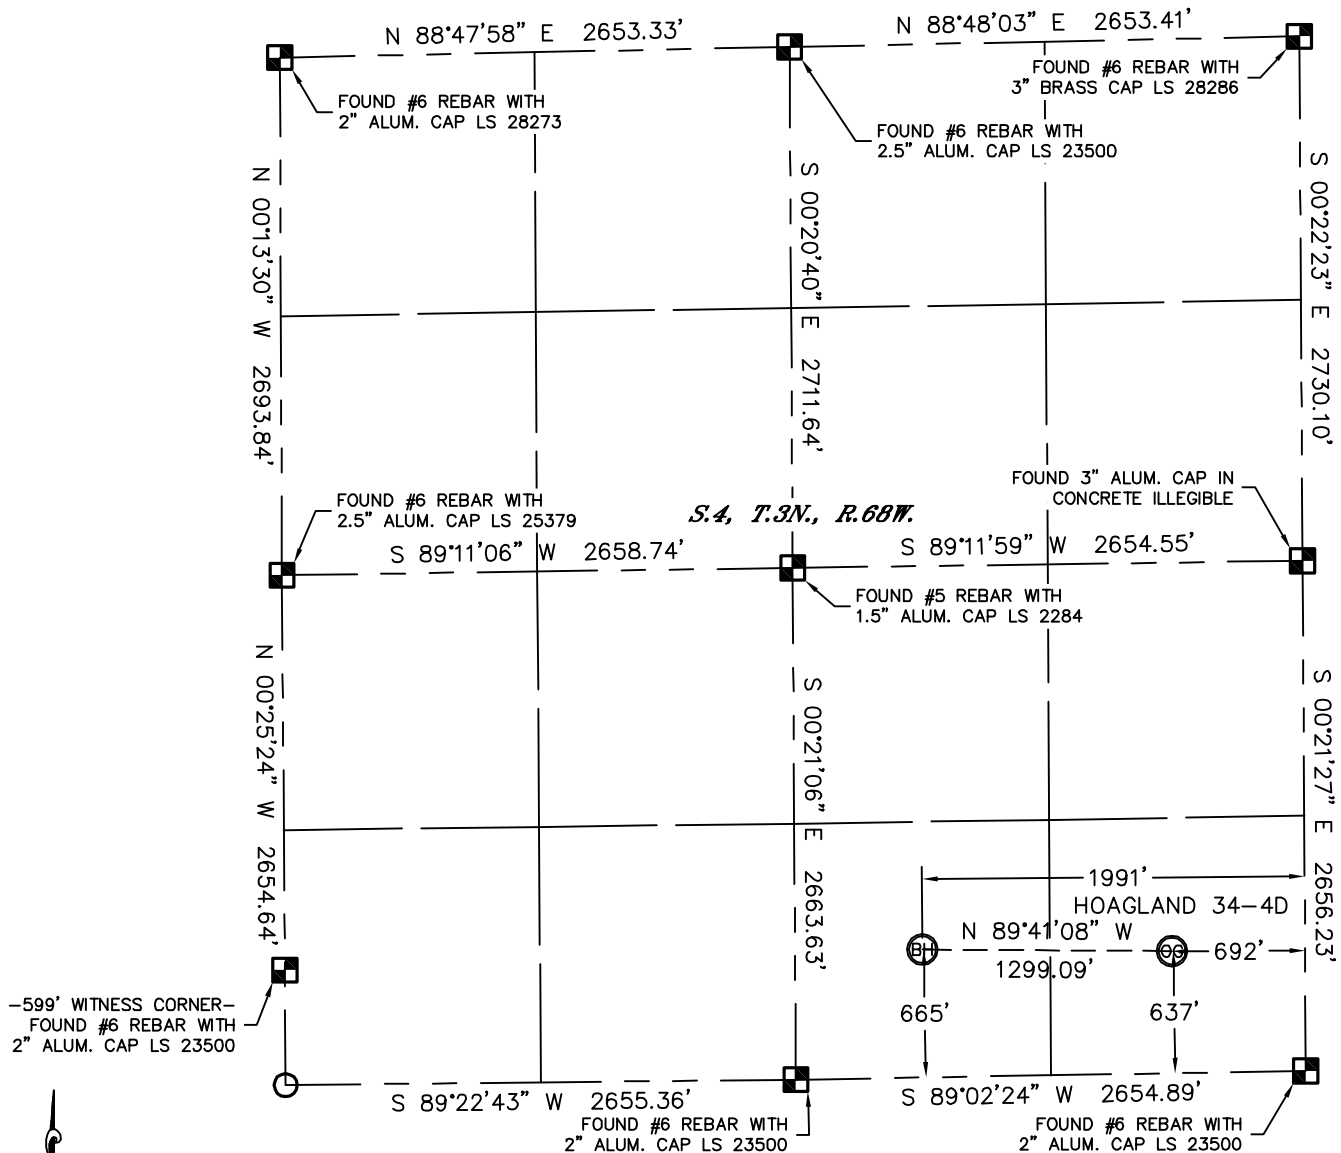 N 88°47'58" E 2653.33'
N 88°48'03" E 2653.41'
FOUND #6 REBAR WITH
2" ALUM. CAP LS 28273
FOUND #6 REBAR WITH
2.5" ALUM. CAP LS 23500
FOUND #6 REBAR WITH
3" BRASS CAP LS 28286
N 00°13'30" W 2693.84'
S 00°20'40" E 2711.64'
S 00°22'23" E 2730.10'
FOUND #6 REBAR WITH
2.5" ALUM. CAP LS 25379
S.4, T.3N., R.68W.
FOUND 3" ALUM. CAP IN
CONCRETE ILLEGIBLE
S 89°11'06" W 2658.74'
S 89°11'59" W 2654.55'
FOUND #5 REBAR WITH
1.5" ALUM. CAP LS 2284
N 00°25'24" W 2654.64'
S 00°21'06" E 2663.63'
S 00°21'27" E 2656.23'
1991'
HOAGLAND 34-4D
N 89°41'08" W
BH
OG
692'
1299.09'
665'
637'
-599' WITNESS CORNER-
FOUND #6 REBAR WITH
2" ALUM. CAP LS 23500
S 89°22'43" W 2655.36'
S 89°02'24" W 2654.89'
FOUND #6 REBAR WITH
2" ALUM. CAP LS 23500
FOUND #6 REBAR WITH
2" ALUM. CAP LS 23500